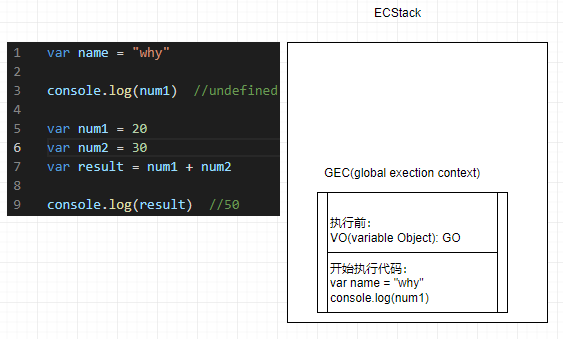 ECStack
1 var name = "why"
2
3 console.log(num1) //undefined
4
5 var num1 = 20
6 var num2 = 30
7 var result = num1 + num2
8
9 console.log(result) //50
GEC(global exection context)
执行前：
VO(variable Object): GO
开始执行代码：
var name = "why"
console.log(num1)